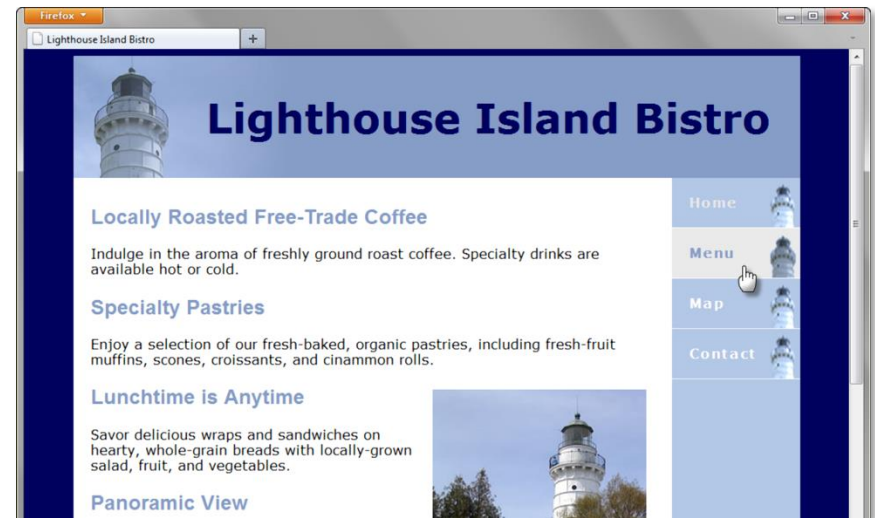 Firefox
Lighthouse Island Bistro
+
Lighthouse Island Bistro
Home
Menu
Map
Contact
Locally Roasted Free-Trade Coffee
Indulge in the aroma of freshly ground roast coffee. Specialty drinks are
available hot or cold.
Specialty Pastries
Enjoy a selection of our fresh-baked, organic pastries, including fresh-fruit
muffins, scones, croissants, and cinammon rolls.
Lunchtime is Anytime
Savor delicious wraps and sandwiches on
hearty, whole-grain breads with locally-grown
salad, fruit, and vegetables.
Panoramic View